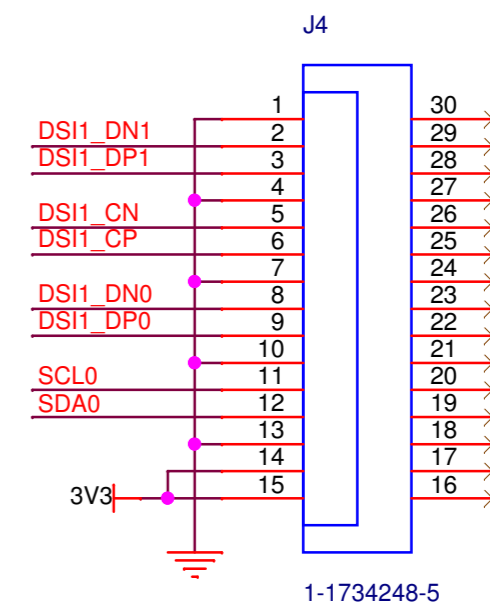 J4
1 30
DSI1_DN1 2 29
DSI1_DP1 3 28
4 27
DSI1_CN 5 26
DSI1_CP 6 25
7 24
DSI1_DN0 8 23
DSI1_DP0 9 22
10 21
SCL0 11 20
SDA0 12 19
13 18
14 17
3V3 15 16
1-1734248-5